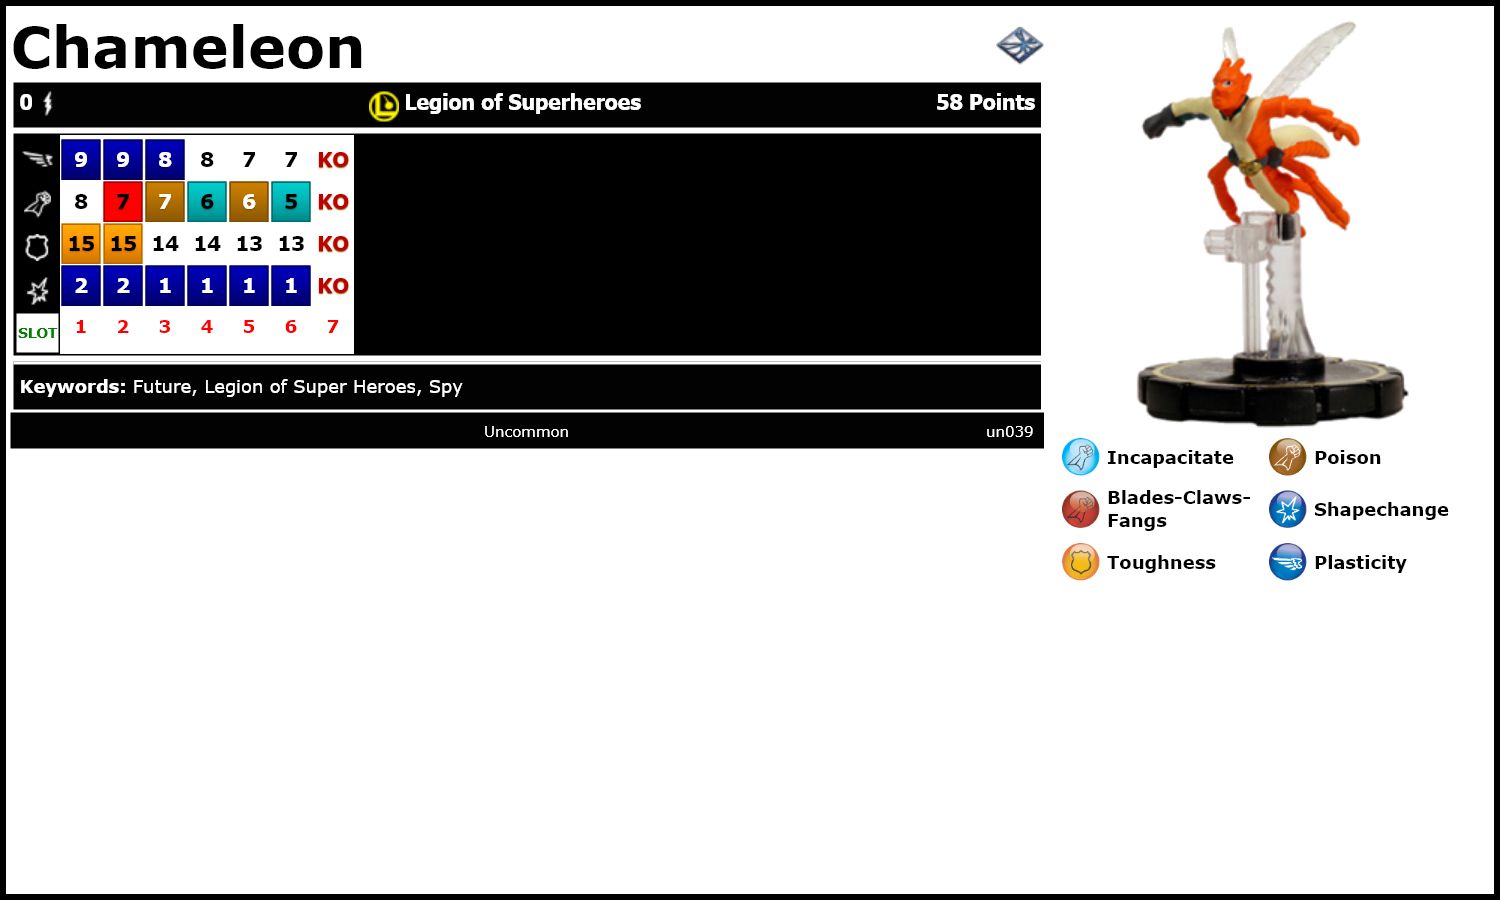 Chameleon
0 Legion of Superheroes 58 Points
9 9 8 8 7 7 KO
8 7 7 6 6 5 KO
15 15 14 14 13 13 KO
2 2 1 1 1 1 KO
SLOT 1 2 3 4 5 6 7
Keywords: Future, Legion of Super Heroes, Spy
Uncommon un039
Incapacitate Poison
Blades-Claws-
Fangs
Shapechange
Toughness Plasticity